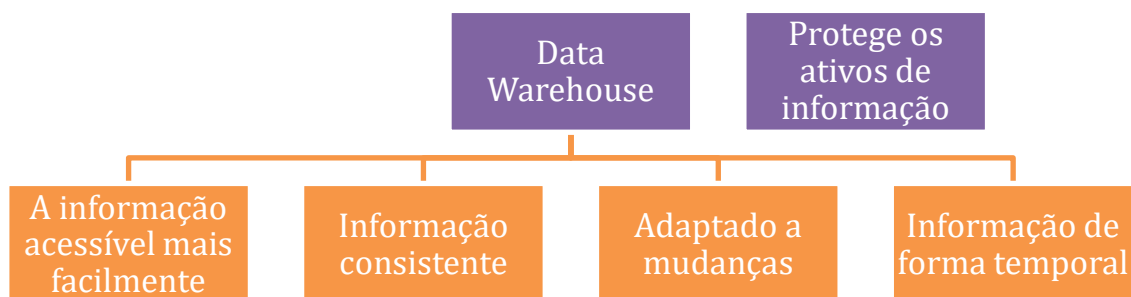 Data
Warehouse
Protege os
ativos de
informação
A informação
acessível mais
facilmente
Informação
consistente
Adaptado a
mudanças
Informação de
forma temporal